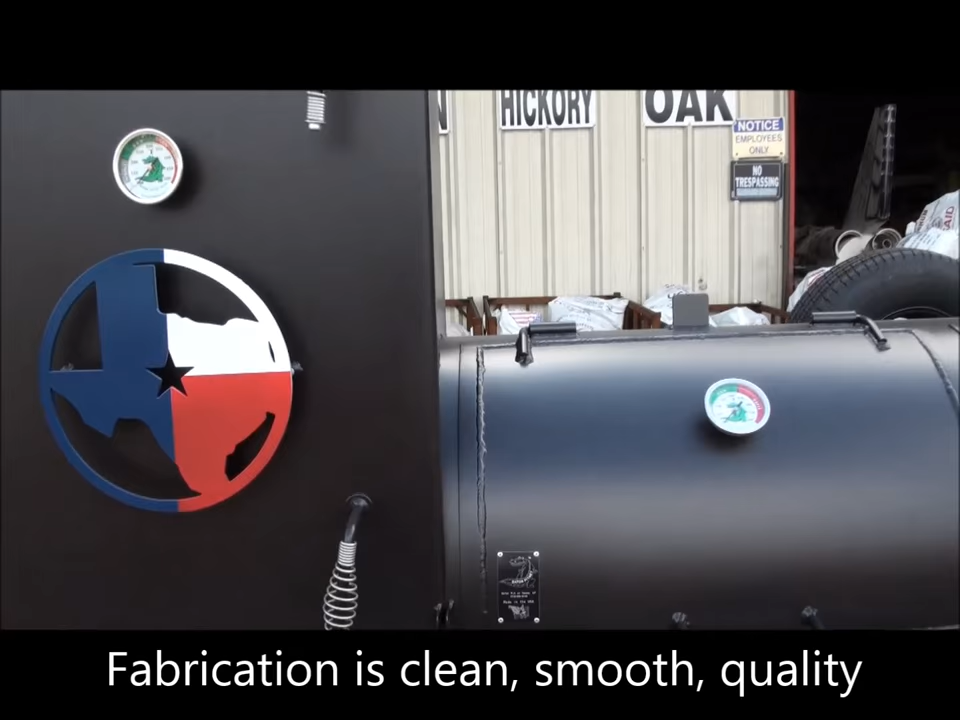 HICKORY
OAK
NOTICE
EMPLOYEES
ONLY
NO
TRESPASSING
Fabrication is clean, smooth, quality